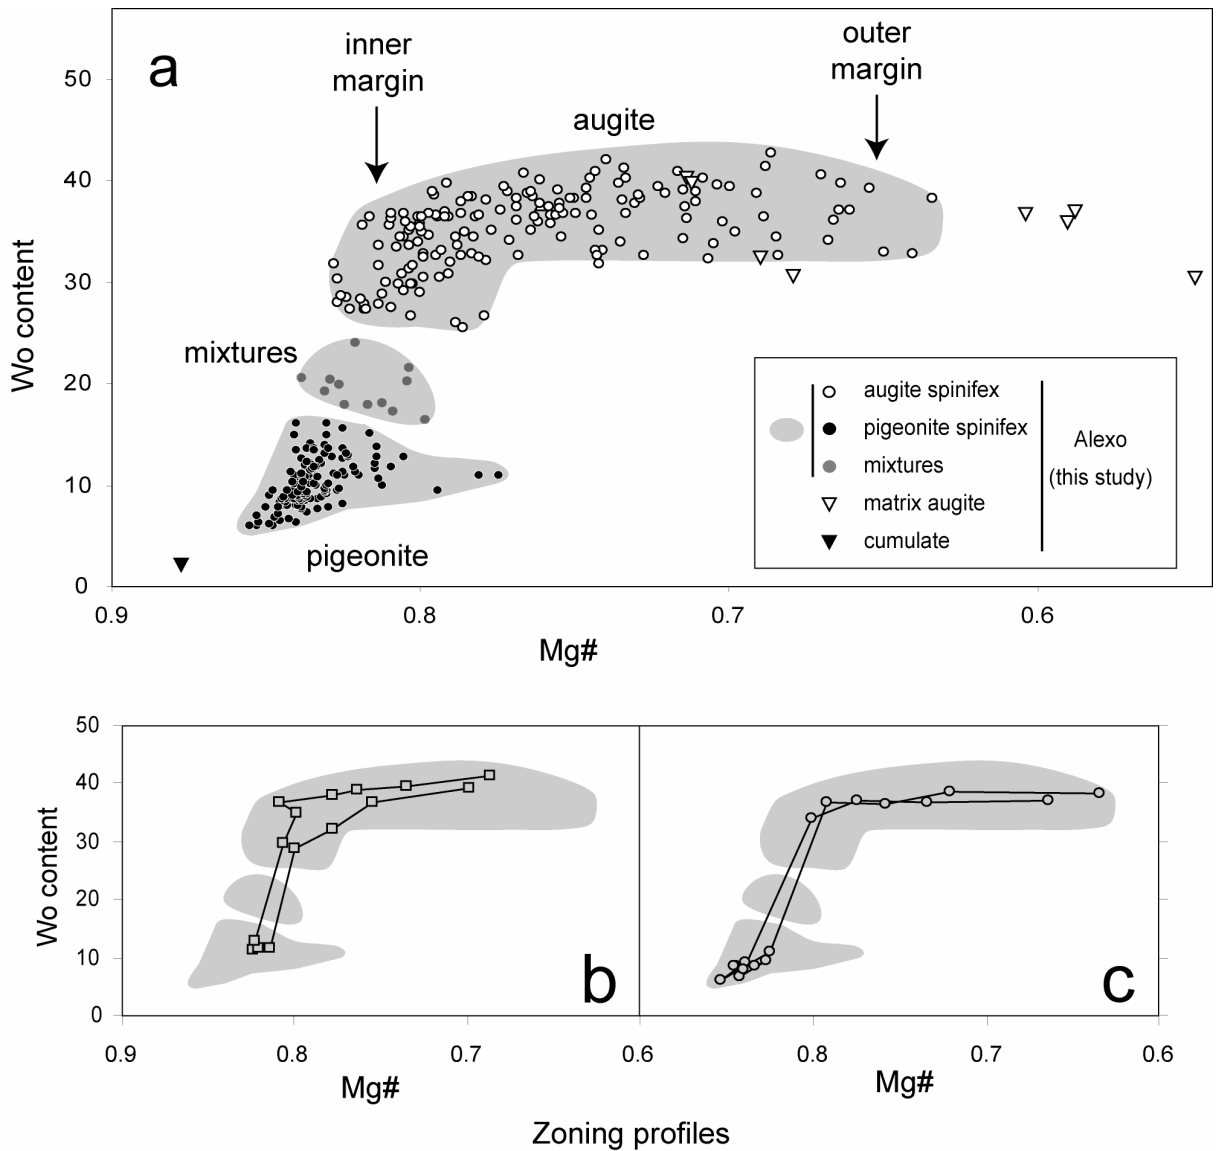 a
inner
margin
outer
margin
augite
mixtures
pigeonite
50
40
30
20
10
0
Wo content
0.9
0.8
0.7
0.6
Mg#
augite spinifex
pigeonite spinifex
mixtures
matrix augite
cumulate
Alexo
(this study)
50
40
30
20
10
0
Wo content
b
c
0.9
0.8
0.7
0.6
0.8
0.7
0.6
Mg#
Mg#
Zoning profiles